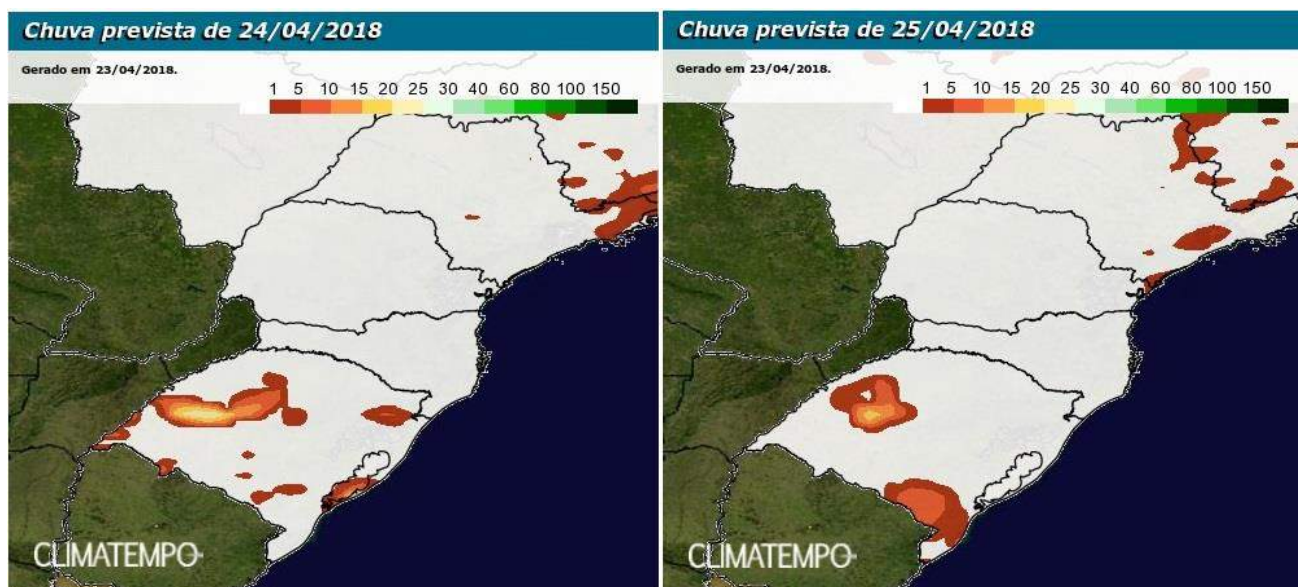 Chuva prevista de 24/04/2018
Gerado em 23/04/2018.
1 5 10 15 20 25 30 40 60 80 100 150
CLIMATEMPO
Chuva prevista de 25/04/2018
Gerado em 23/04/2018.
1 5 10 15 20 25 30 40 60 80 100 150
CLIMATEMPO